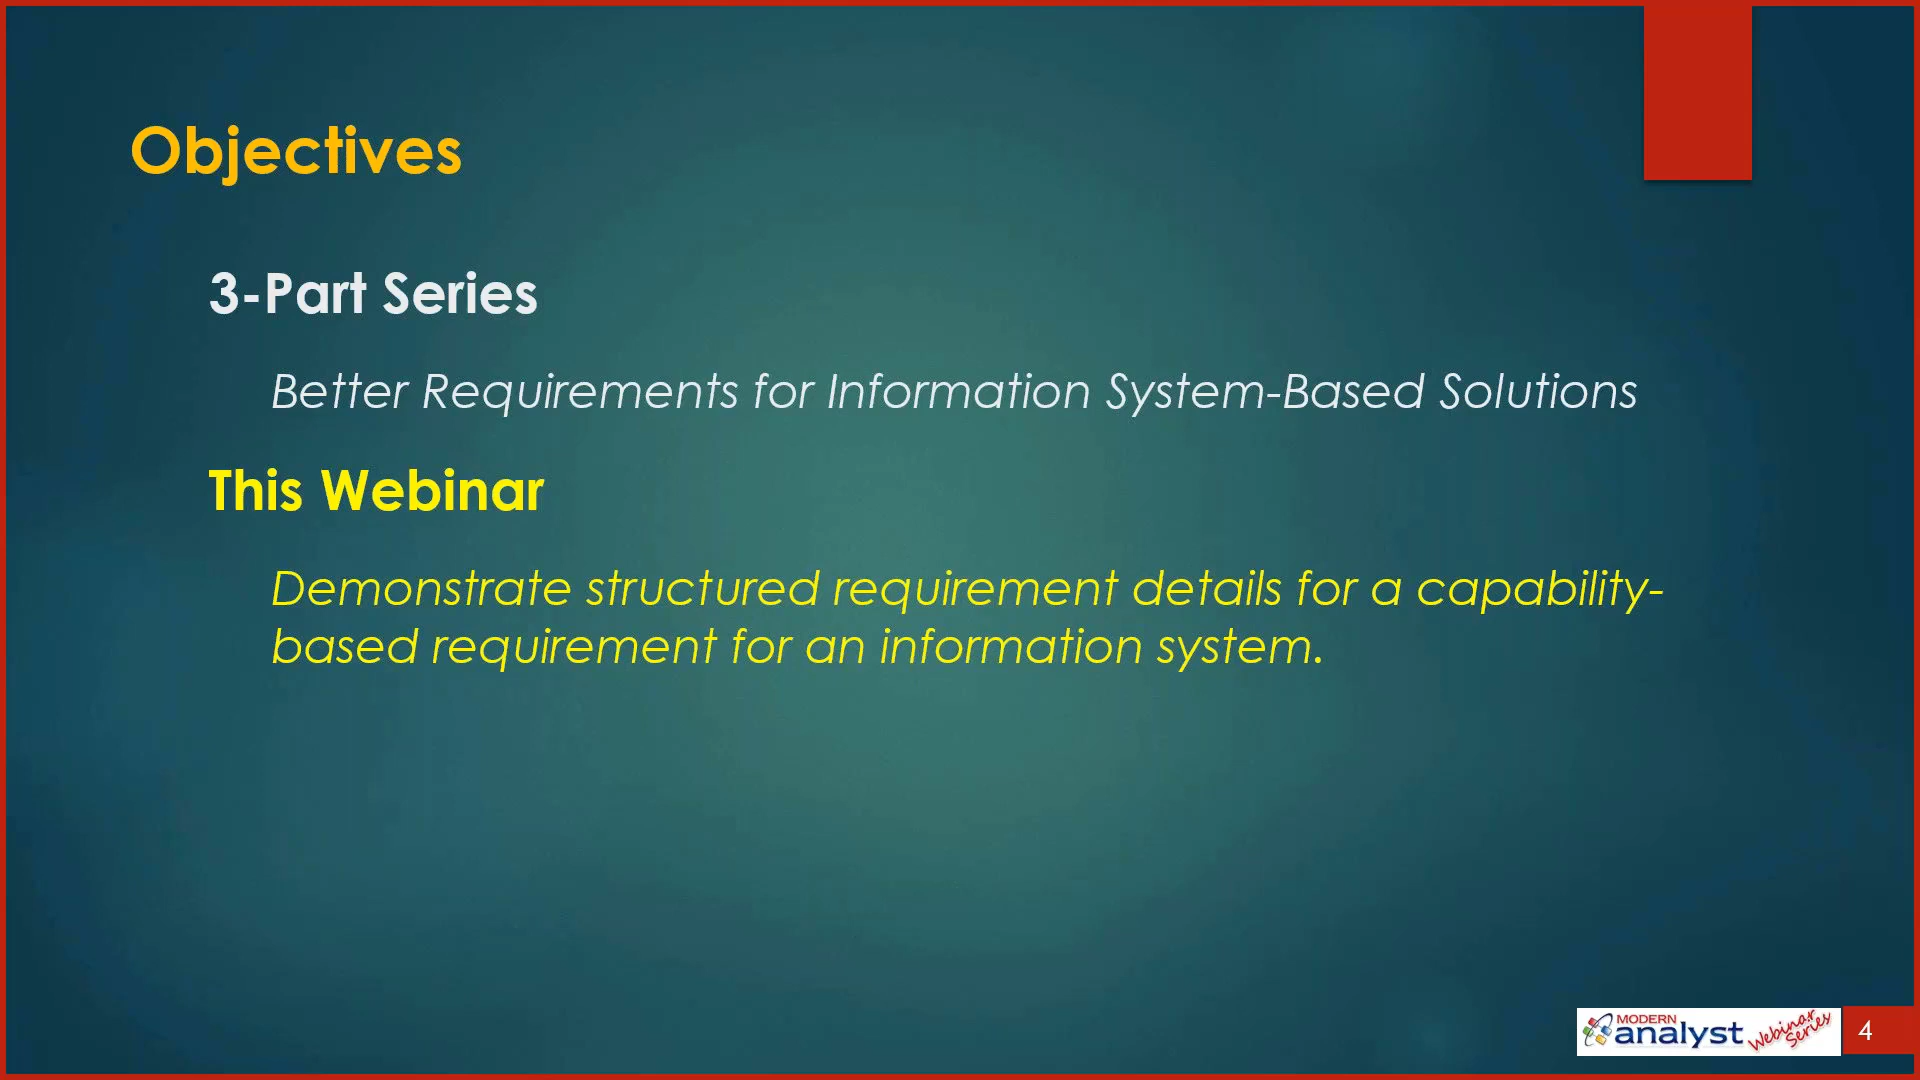 Objectives
3-Part Series
Better Requirements for Information System-Based Solutions
This Webinar
Demonstrate structured requirement details for a capability-
based requirement for an information system.
MODERN
analyst Webinar
Series
4